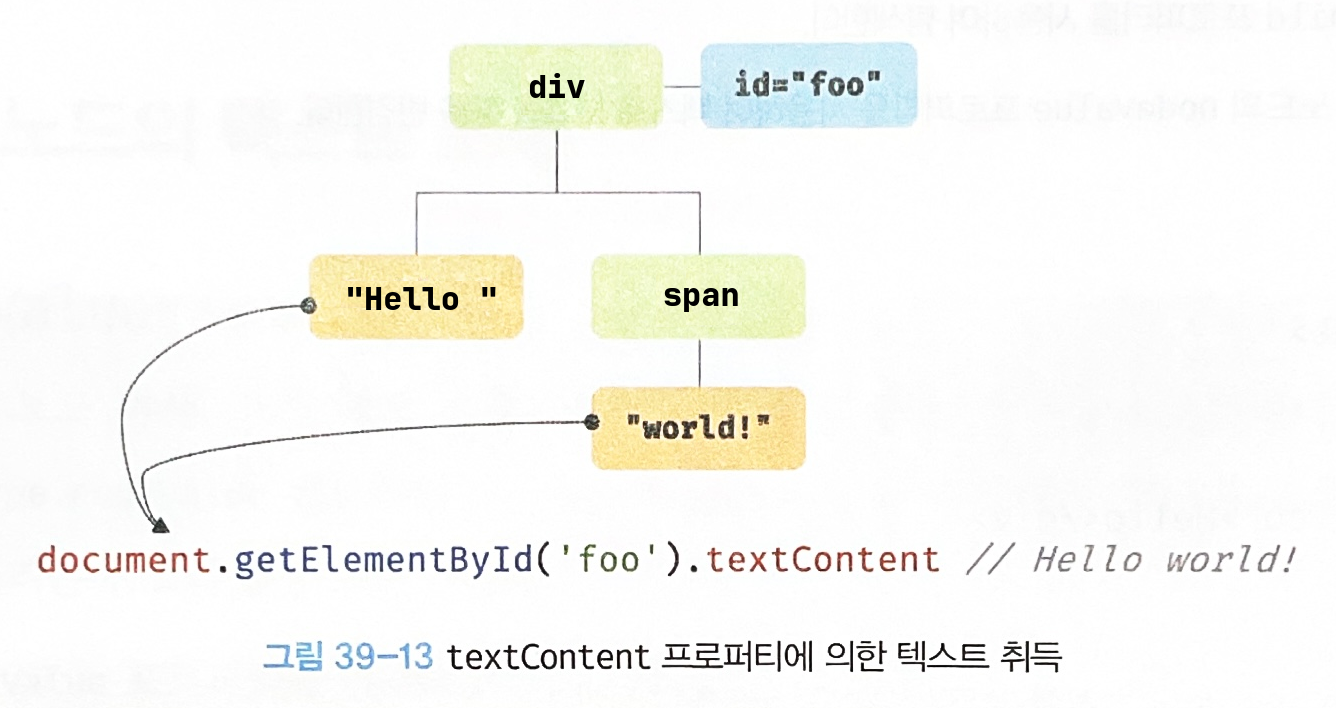 div
id="foo"
"Hello "
span
"world!"
document.getElementById('foo').textContent // Hello world!
그림 39-13 textContent 프로퍼티에 의한 텍스트 취득